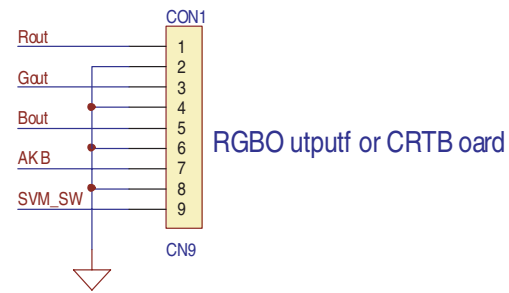 CON1
Rout
1
2
Gout
3
4
Bout
5
6
RGBO utputf or CRTB oard
AKB
7
8
SVM_SW
9
CN9